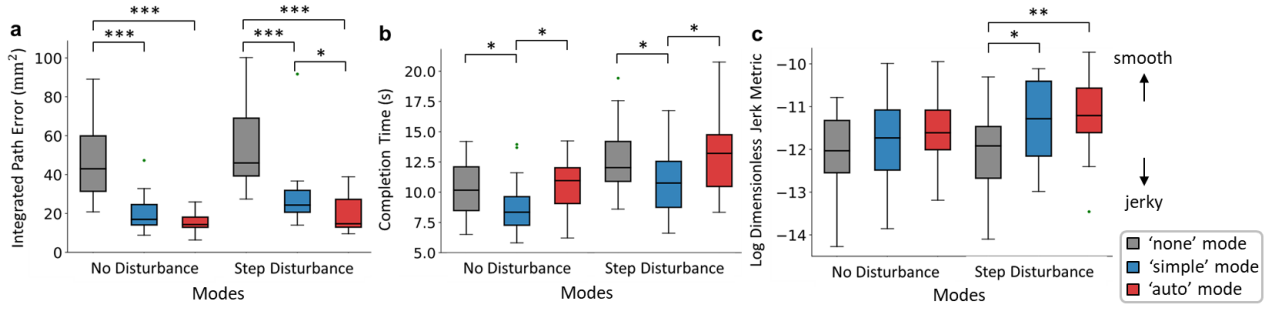 a
Integrated Path Error (mm²)
100
80
60
40
20
0
***
***
***
***
*
No Disturbance
Step Disturbance
Modes
b
Completion Time (s)
20.0
17.5
15.0
12.5
10.0
7.5
5.0
*
*
*
*
No Disturbance
Step Disturbance
Modes
c
Log Dimensionless Jerk Metric
−10
−11
−12
−13
−14
**
*
No Disturbance
Step Disturbance
Modes
smooth
jerky
'none' mode
'simple' mode
'auto' mode